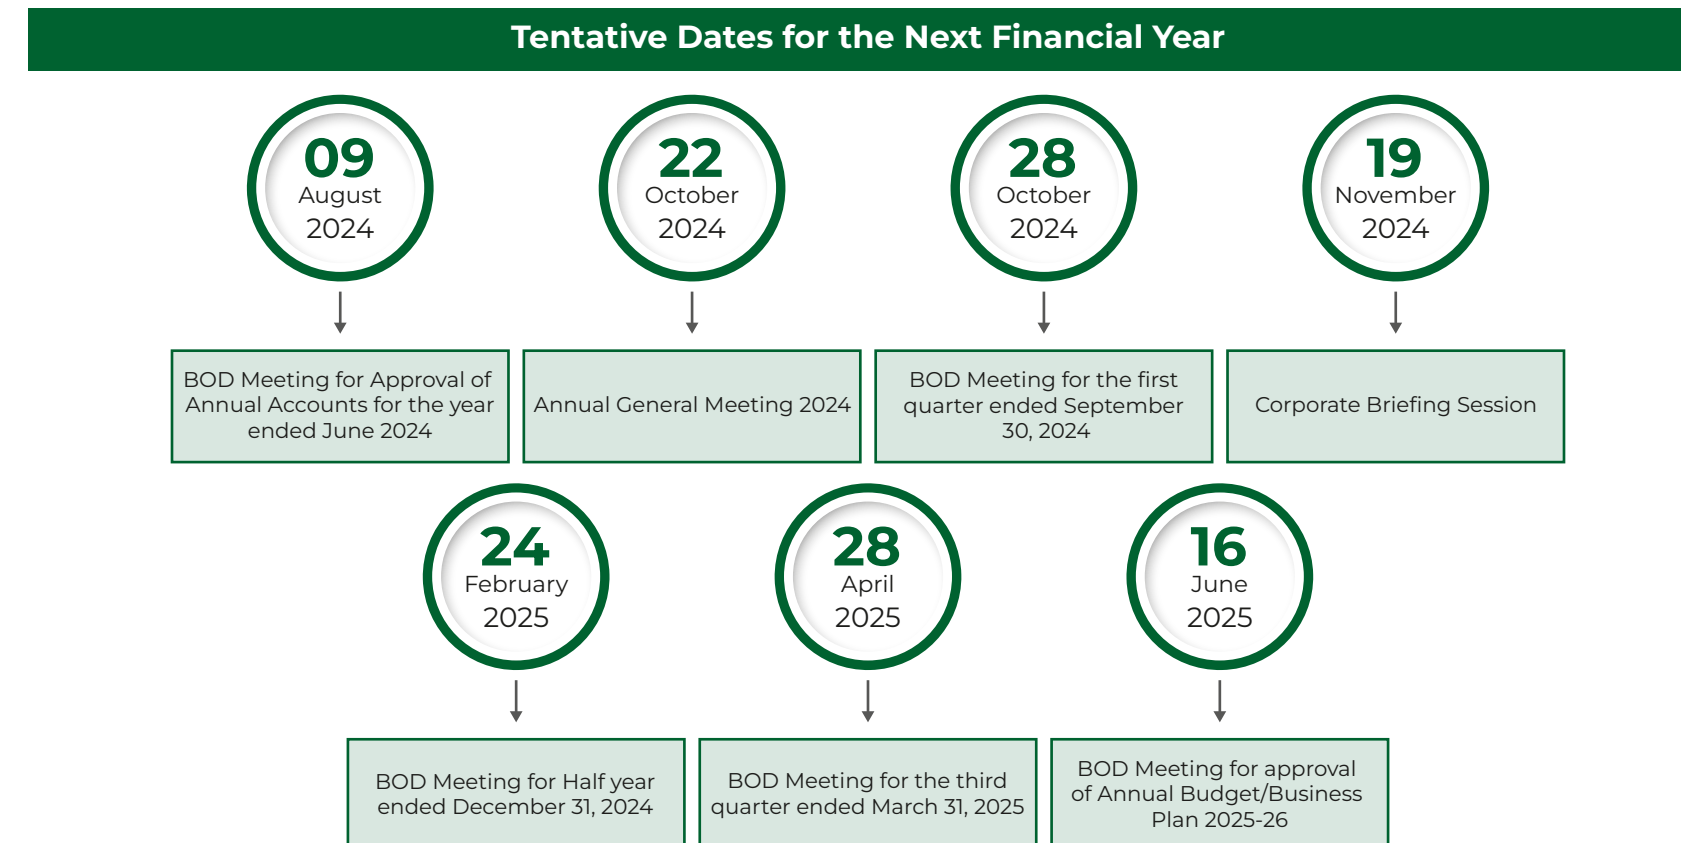 Tentative Dates for the Next Financial Year
09
August
2024
22
October
2024
28
October
2024
19
November
2024
BOD Meeting for Approval of
Annual Accounts for the year
ended June 2024
Annual General Meeting 2024
BOD Meeting for the first
quarter ended September
30, 2024
Corporate Briefing Session
24
February
2025
28
April
2025
16
June
2025
BOD Meeting for Half year
ended December 31, 2024
BOD Meeting for the third
quarter ended March 31, 2025
BOD Meeting for approval
of Annual Budget/Business
Plan 2025-26